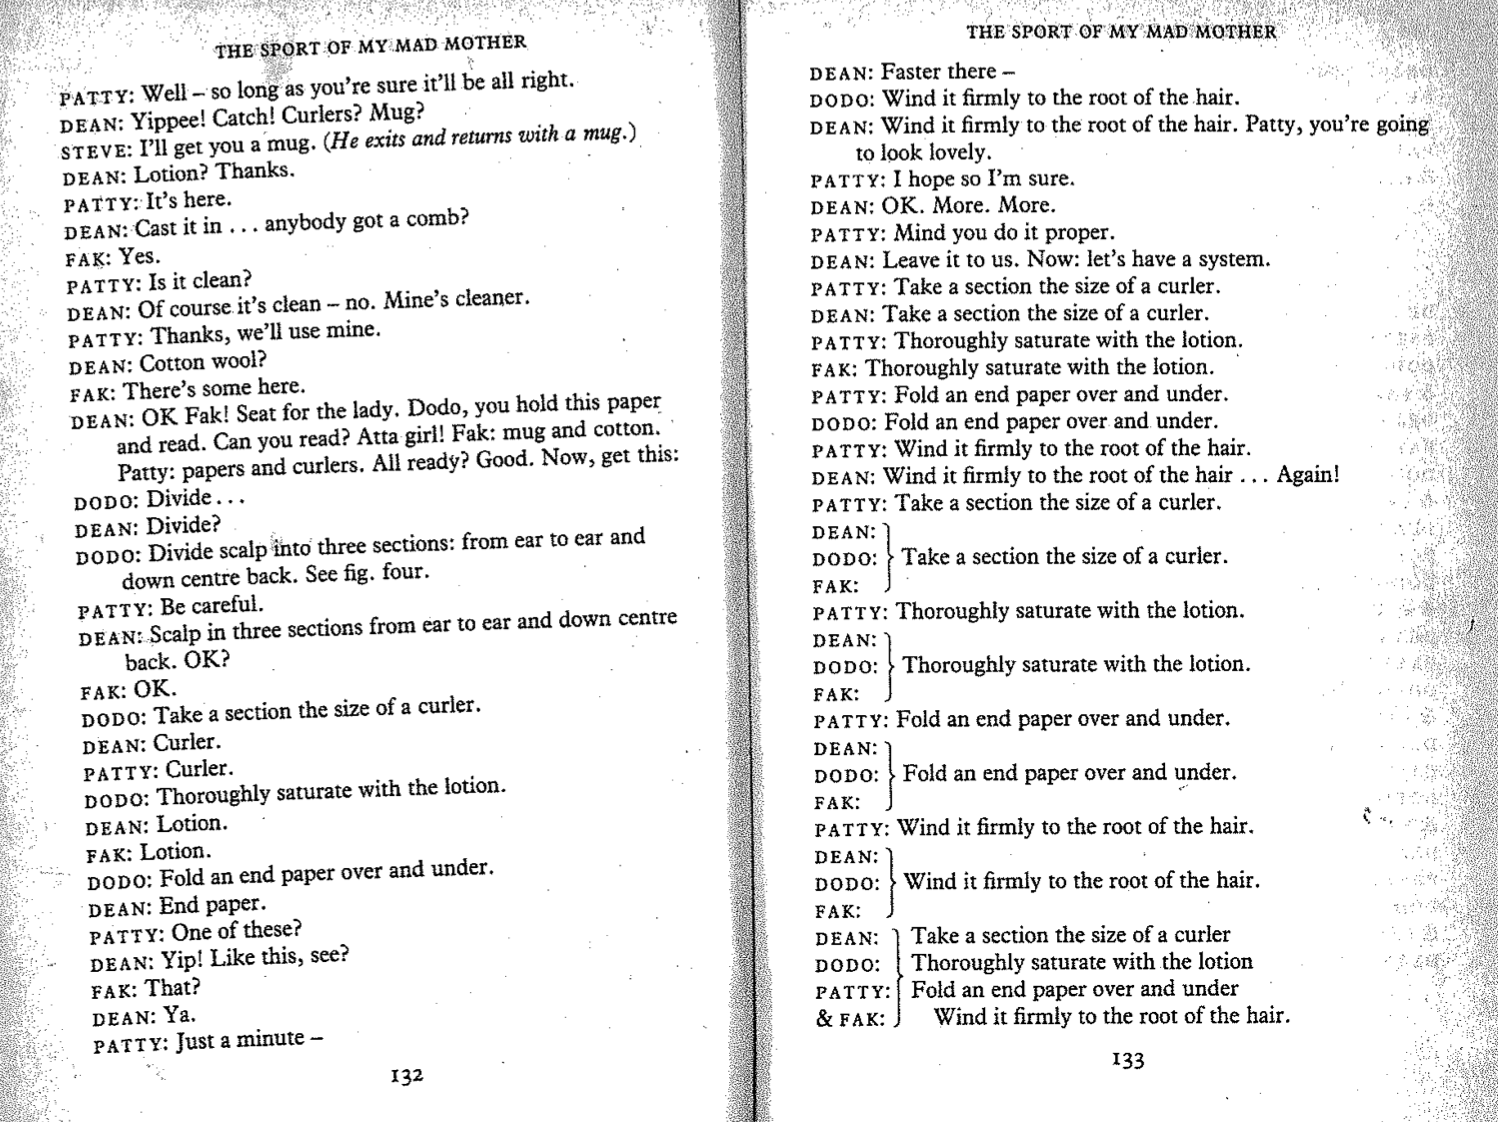 THE SPORT OF MY MAD MOTHER
PATTY: Well – so long as you're sure it'll be all right.
DEAN: Yippee! Catch! Curlers? Mug?
STEVE: I'll get you a mug. (He exits and returns with a mug.)
DEAN: Lotion? Thanks.
PATTY: It's here.
DEAN: Cast it in . . . anybody got a comb?
FAK: Yes.
PATTY: Is it clean?
DEAN: Of course it's clean – no. Mine's cleaner.
PATTY: Thanks, we'll use mine.
DEAN: Cotton wool?
FAK: There's some here.
DEAN: OK Fak! Seat for the lady. Dodo, you hold this paper
and read. Can you read? Atta girl! Fak: mug and cotton.
Patty: papers and curlers. All ready? Good. Now, get this:
DODO: Divide . . .
DEAN: Divide?
DODO: Divide scalp into three sections: from ear to ear and
down centre back. See fig. four.
PATTY: Be careful.
DEAN: Scalp in three sections from ear to ear and down centre
back. OK?
FAK: OK.
DODO: Take a section the size of a curler.
DEAN: Curler.
PATTY: Curler.
DODO: Thoroughly saturate with the lotion.
DEAN: Lotion.
FAK: Lotion.
DODO: Fold an end paper over and under.
DEAN: End paper.
PATTY: One of these?
DEAN: Yip! Like this, see?
FAK: That?
DEAN: Ya.
PATTY: Just a minute –
132
THE SPORT OF MY MAD MOTHER
DEAN: Faster there –
DODO: Wind it firmly to the root of the hair.
DEAN: Wind it firmly to the root of the hair. Patty, you're going
to look lovely.
PATTY: I hope so I'm sure.
DEAN: OK. More. More.
PATTY: Mind you do it proper.
DEAN: Leave it to us. Now: let's have a system.
PATTY: Take a section the size of a curler.
DEAN: Take a section the size of a curler.
PATTY: Thoroughly saturate with the lotion.
FAK: Thoroughly saturate with the lotion.
PATTY: Fold an end paper over and under.
DODO: Fold an end paper over and under.
PATTY: Wind it firmly to the root of the hair.
DEAN: Wind it firmly to the root of the hair . . . Again!
PATTY: Take a section the size of a curler.
DEAN:
DODO: Take a section the size of a curler.
FAK:
PATTY: Thoroughly saturate with the lotion.
DEAN:
DODO: Thoroughly saturate with the lotion.
FAK:
PATTY: Fold an end paper over and under.
DEAN:
DODO: Fold an end paper over and under.
FAK:
PATTY: Wind it firmly to the root of the hair.
DEAN:
DODO: Wind it firmly to the root of the hair.
FAK:
DEAN: Take a section the size of a curler
DODO: Thoroughly saturate with the lotion
PATTY: Fold an end paper over and under
& FAK: Wind it firmly to the root of the hair.
133